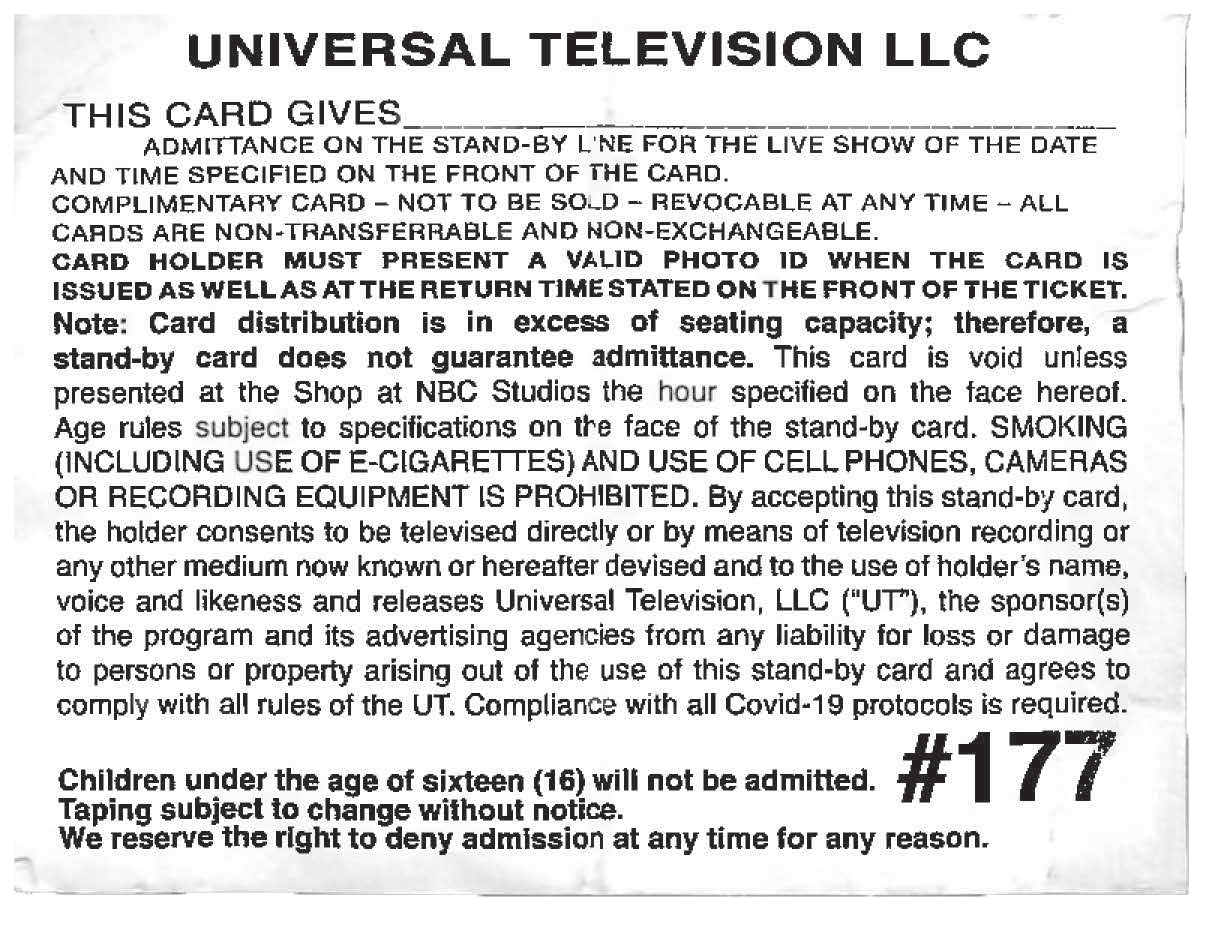 UNIVERSAL TELEVISION LLC
THIS CARD GIVES
ADMITTANCE ON THE STAND-BY L'NE FOR THE LIVE SHOW OF THE DATE
AND TIME SPECIFIED ON THE FRONT OF THE CARD.
COMPLIMENTARY CARD – NOT TO BE SOLD – REVOCABLE AT ANY TIME – ALL
CARDS ARE NON-TRANSFERRABLE AND NON-EXCHANGEABLE.
CARD HOLDER MUST PRESENT A VALID PHOTO ID WHEN THE CARD IS
ISSUED AS WELL AS AT THE RETURN TIME STATED ON THE FRONT OF THE TICKET.
Note: Card distribution is in excess of seating capacity; therefore, a
stand-by card does not guarantee admittance. This card is void unless
presented at the Shop at NBC Studios the hour specified on the face hereof.
Age rules subject to specifications on the face of the stand-by card. SMOKING
(INCLUDING USE OF E-CIGARETTES) AND USE OF CELL PHONES, CAMERAS
OR RECORDING EQUIPMENT IS PROHIBITED. By accepting this stand-by card,
the holder consents to be televised directly or by means of television recording or
any other medium now known or hereafter devised and to the use of holder's name,
voice and likeness and releases Universal Television, LLC ("UT"), the sponsor(s)
of the program and its advertising agencies from any liability for loss or damage
to persons or property arising out of the use of this stand-by card and agrees to
comply with all rules of the UT. Compliance with all Covid-19 protocols is required.
Children under the age of sixteen (16) will not be admitted. #177
Taping subject to change without notice.
We reserve the right to deny admission at any time for any reason.